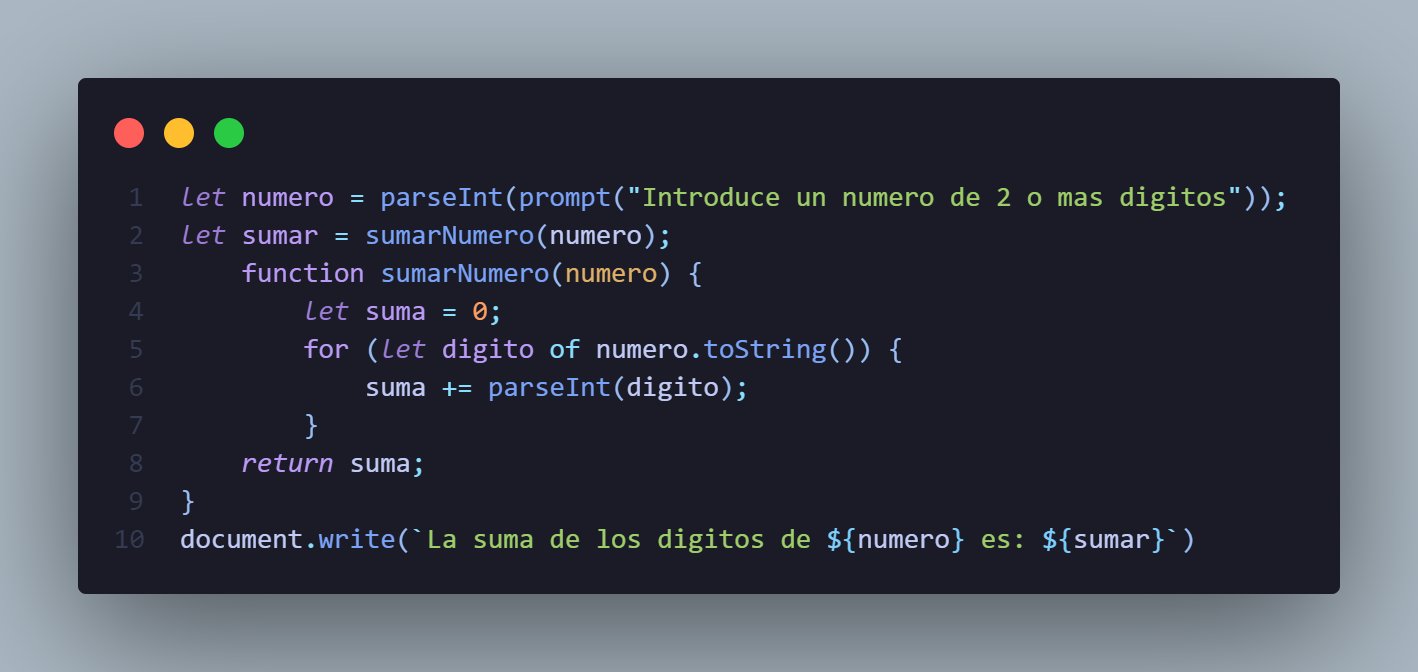 1 let numero = parseInt(prompt("Introduce un numero de 2 o mas digitos"));
2 let sumar = sumarNumero(numero);
3     function sumarNumero(numero) {
4         let suma = 0;
5         for (let digito of numero.toString()) {
6             suma += parseInt(digito);
7         }
8     return suma;
9 }
10 document.write(`La suma de los digitos de ${numero} es: ${sumar}`)